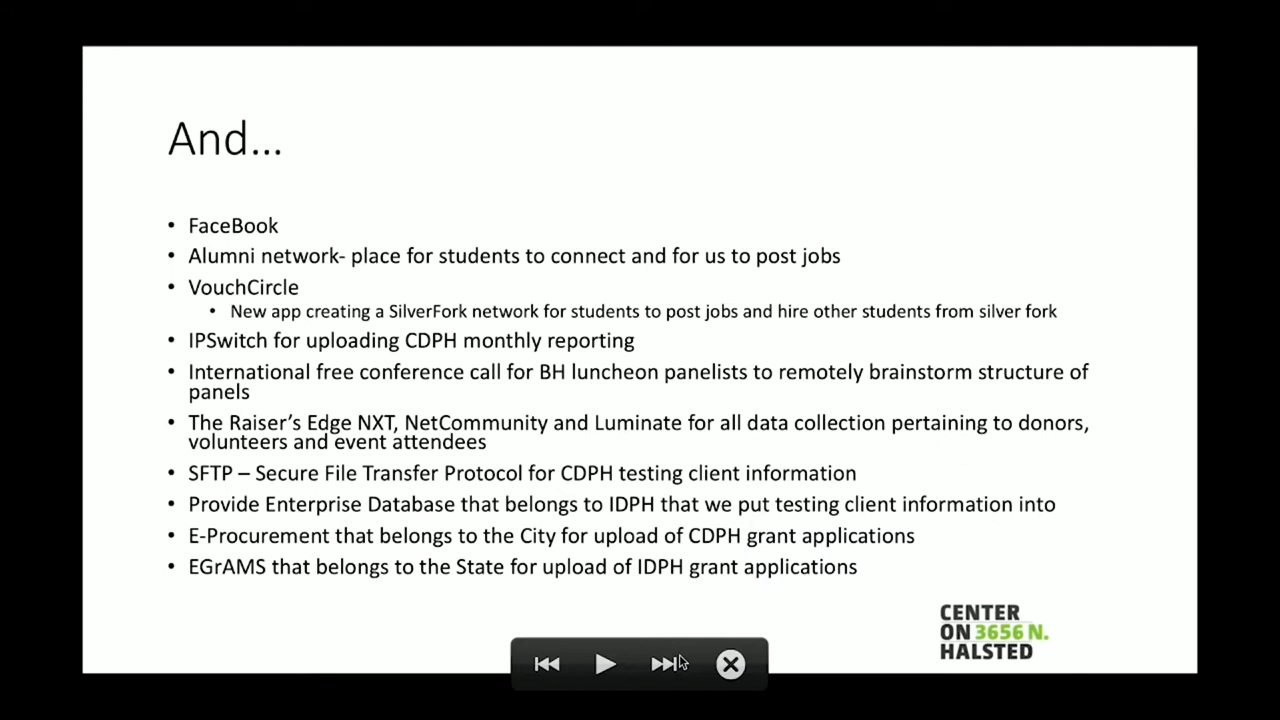 And...
• FaceBook
• Alumni network- place for students to connect and for us to post jobs
• VouchCircle
• New app creating a SilverFork network for students to post jobs and hire other students from silver fork
• IPSwitch for uploading CDPH monthly reporting
• International free conference call for BH luncheon panelists to remotely brainstorm structure of
panels
• The Raiser’s Edge NXT, NetCommunity and Luminate for all data collection pertaining to donors,
volunteers and event attendees
• SFTP – Secure File Transfer Protocol for CDPH testing client information
• Provide Enterprise Database that belongs to IDPH that we put testing client information into
• E-Procurement that belongs to the City for upload of CDPH grant applications
• EGrAMS that belongs to the State for upload of IDPH grant applications
CENTER
ON 3656 N.
HALSTED